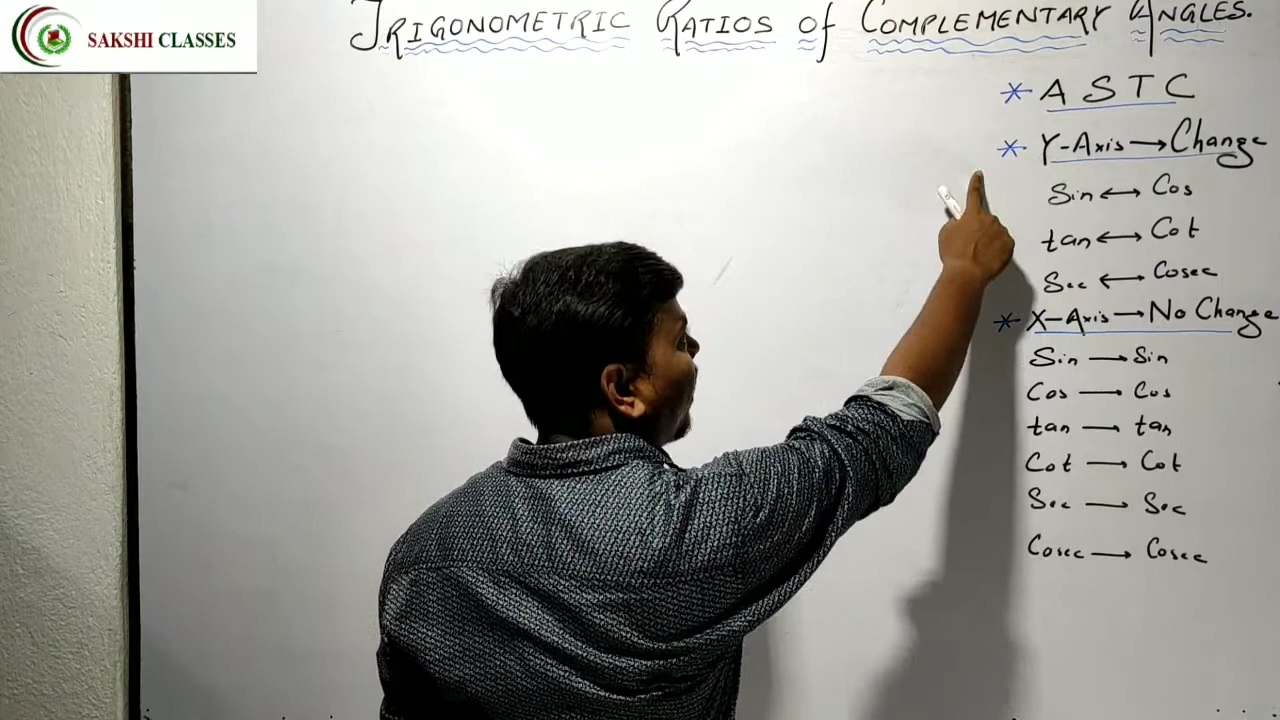 SAKSHI CLASSES
TRIGONOMETRIC RATIOS of COMPLEMENTARY ANGLES.
* A S T C
* Y-Axis → Change
Sin ↔ Cos
tan ↔ Cot
Sec ↔ Cosec
* X-Axis → No Change
Sin → Sin
Cos → Cos
tan → tan
Cot → Cot
Sec → Sec
Cosec → Cosec